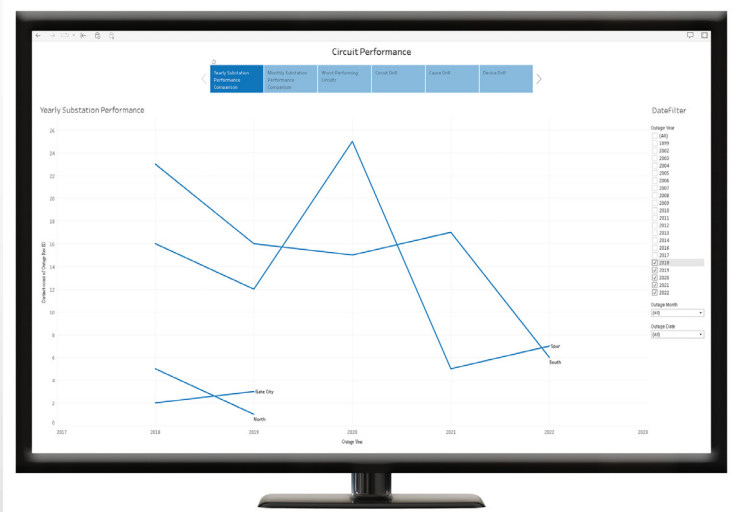 Circuit Performance
Yearly Substation
Performance
Comparison
Monthly Substation
Performance
Comparison
Worst Performing
Circuits
Circuit Drill
Cause Drill
Device Drill
Yearly Substation Performance
DateFilter
26
24
22
20
18
16
14
12
10
8
6
4
2
0
Spur
South
Gate City
North
2017
2018
2019
2020
2021
2022
2023
Outage Year
Outage Year
(All)
1999
2002
2003
2004
2005
2006
2007
2008
2009
2010
2011
2012
2013
2014
2016
2017
2018
2019
2020
2021
2022
Outage Month
(All)
Outage Date
(All)